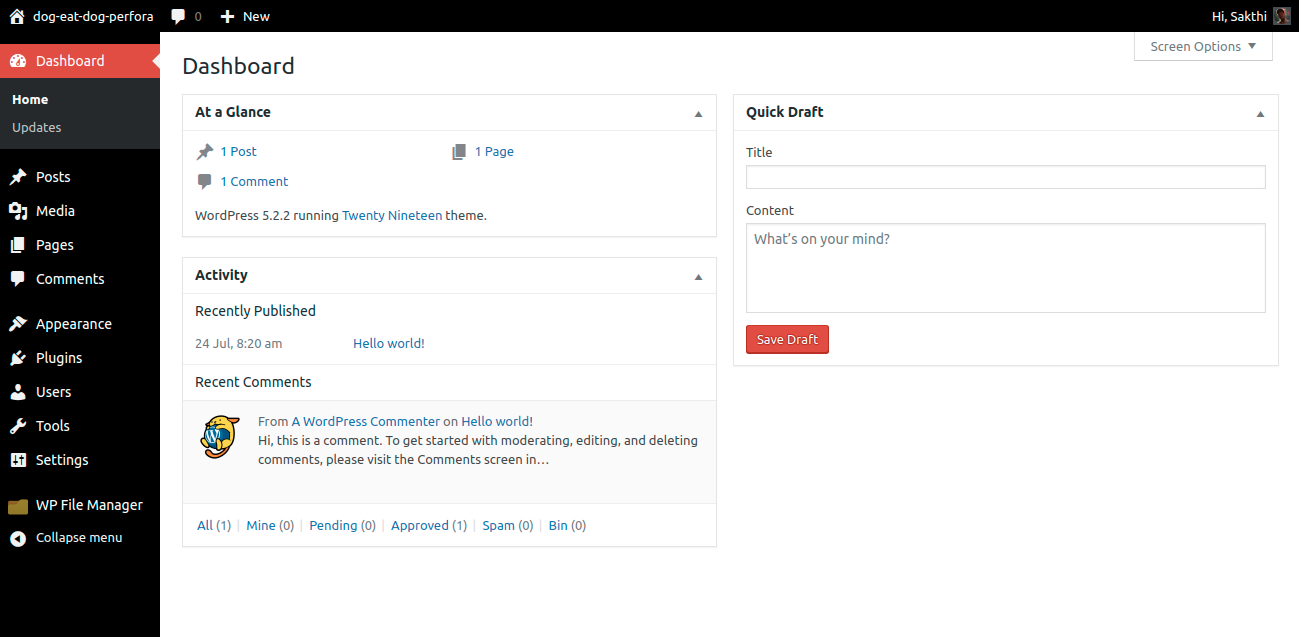 dog-eat-dog-perfora 0 New Hi, Sakthi
Screen Options
Dashboard
Home
Updates
Posts
Media
Pages
Comments
Appearance
Plugins
Users
Tools
Settings
WP File Manager
Collapse menu
Dashboard
At a Glance
1 Post 1 Page
1 Comment
WordPress 5.2.2 running Twenty Nineteen theme.
Activity
Recently Published
24 Jul, 8:20 am Hello world!
Recent Comments
From A WordPress Commenter on Hello world!
Hi, this is a comment. To get started with moderating, editing, and deleting
comments, please visit the Comments screen in…
All (1) | Mine (0) | Pending (0) | Approved (1) | Spam (0) | Bin (0)
Quick Draft
Title
Content
What’s on your mind?
Save Draft